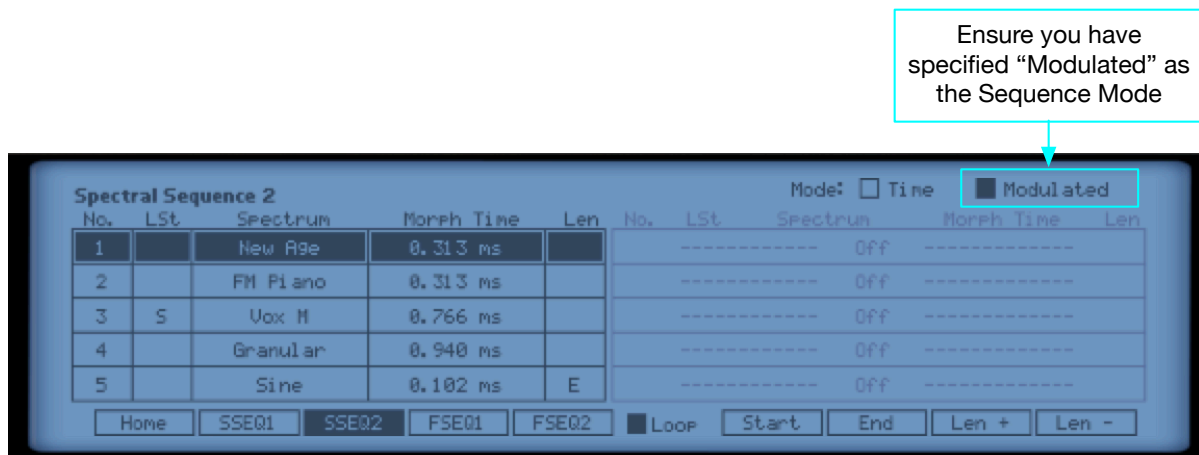 Ensure you have
specified “Modulated” as
the Sequence Mode
Spectral Sequence 2 Mode: Time Modulated
No. LSt Spectrum Morph Time Len No. LSt Spectrum Morph Time Len
1 New Age 0.313 ms ------------ Off -------------
2 FM Piano 0.313 ms ------------ Off -------------
3 S Vox M 0.766 ms ------------ Off -------------
4 Granular 0.940 ms ------------ Off -------------
5 Sine 0.102 ms E ------------ Off -------------
Home SSEQ1 SSEQ2 FSEQ1 FSEQ2 Loop Start End Len + Len -